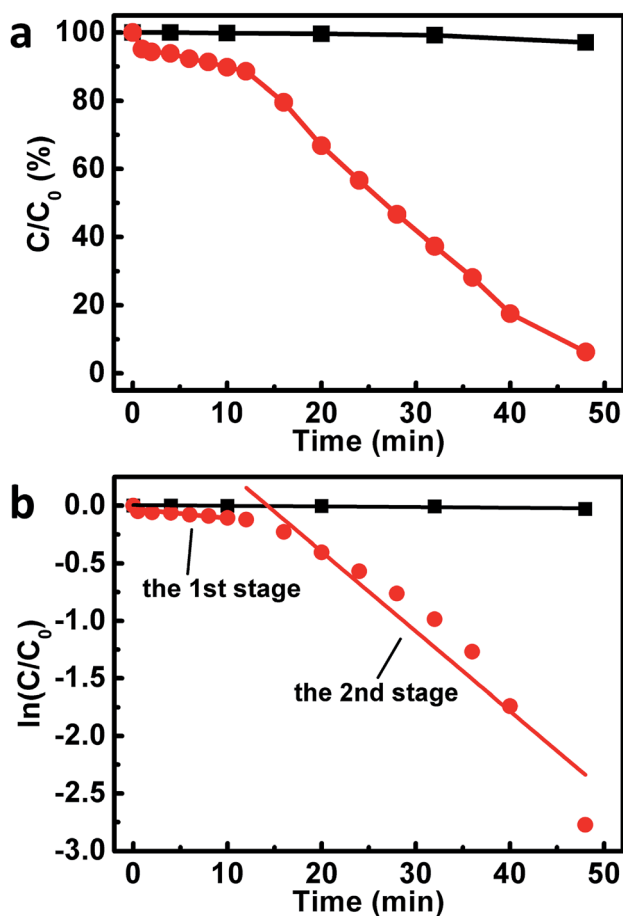 a
100
80
60
40
20
0
C/C0 (%)
0 10 20 30 40 50
Time (min)
b
0.0
-0.5
-1.0
-1.5
-2.0
-2.5
-3.0
ln(C/C0)
the 1st stage
the 2nd stage
0 10 20 30 40 50
Time (min)